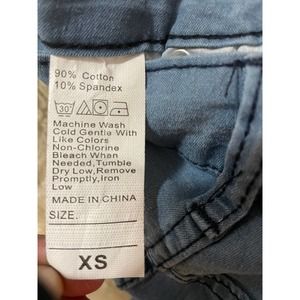 90% Cotton
10% Spandex
30
Machine Wash
Cold Gentle With
Like Colors
Non-Chlorine
Bleach When
Needed,Tumble
Dry Low,Remove
Promptly,Iron
Low
MADE IN CHINA
SIZE.
XS